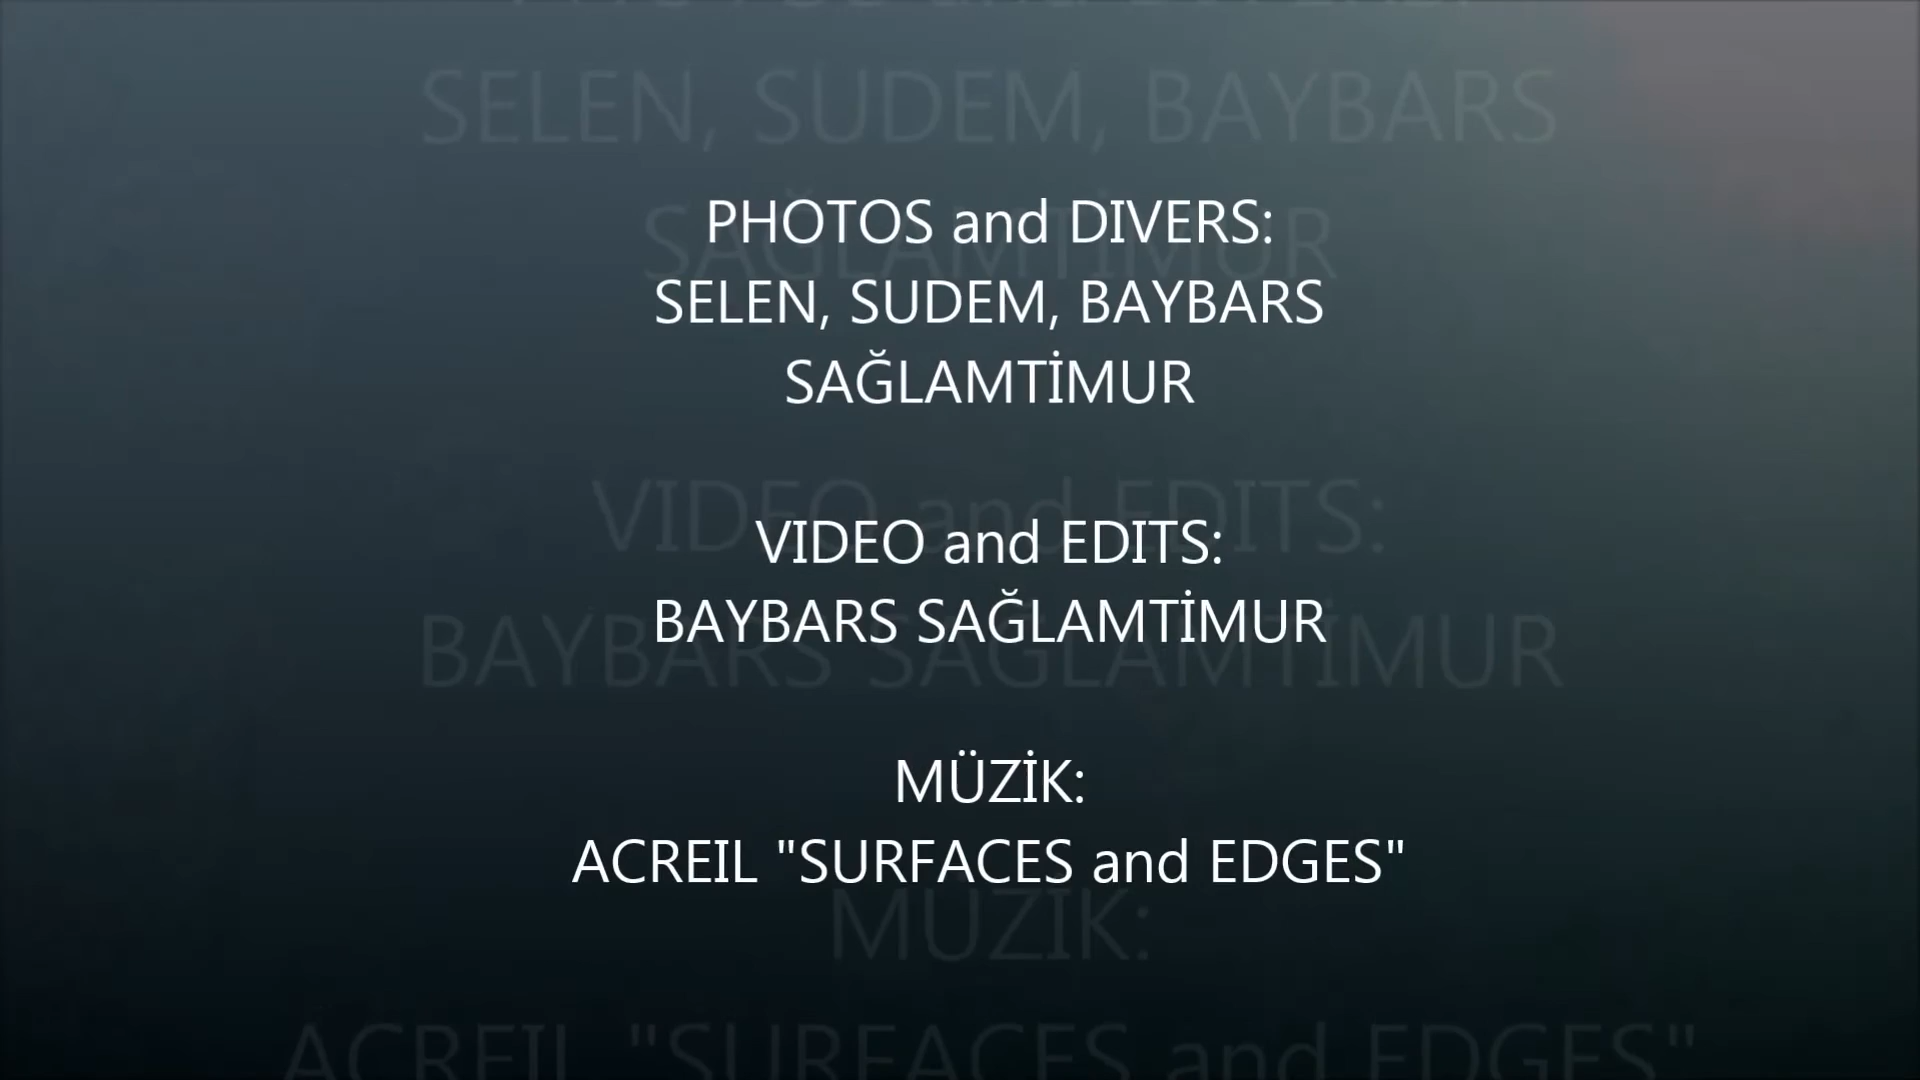 PHOTOS and DIVERS:
SELEN, SUDEM, BAYBARS
SAĞLAMTİMUR
VIDEO and EDITS:
BAYBARS SAĞLAMTİMUR
MÜZİK:
ACREIL "SURFACES and EDGES"